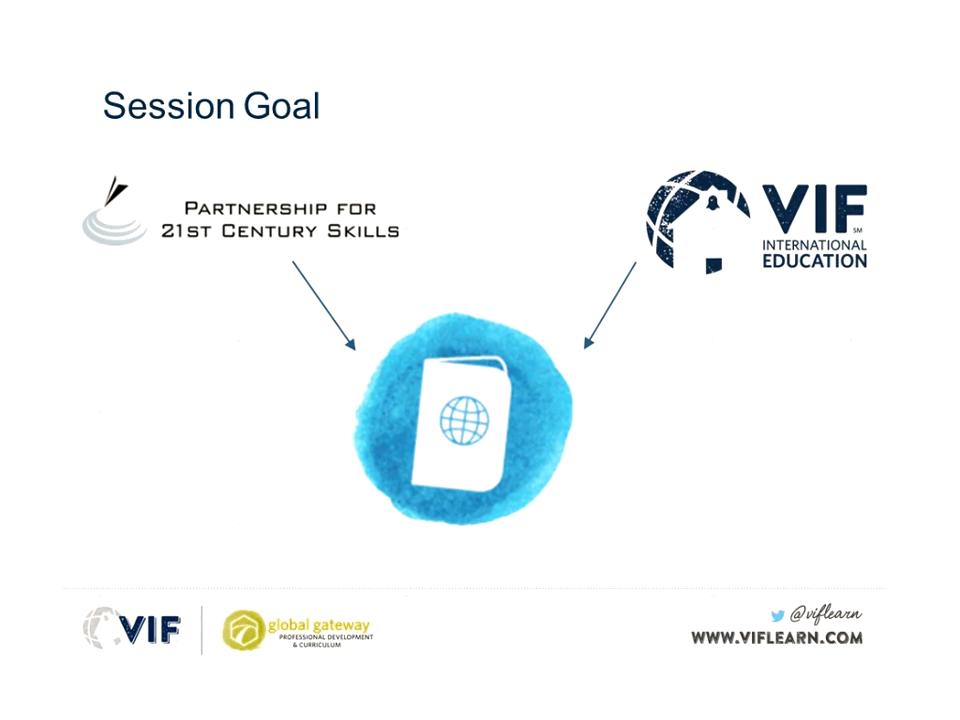 Session Goal
PARTNERSHIP FOR
21ST CENTURY SKILLS
VIF
SM
INTERNATIONAL
EDUCATION
VIF
global gateway
PROFESSIONAL DEVELOPMENT
& CURRICULUM
@viflearn
WWW.VIFLEARN.COM